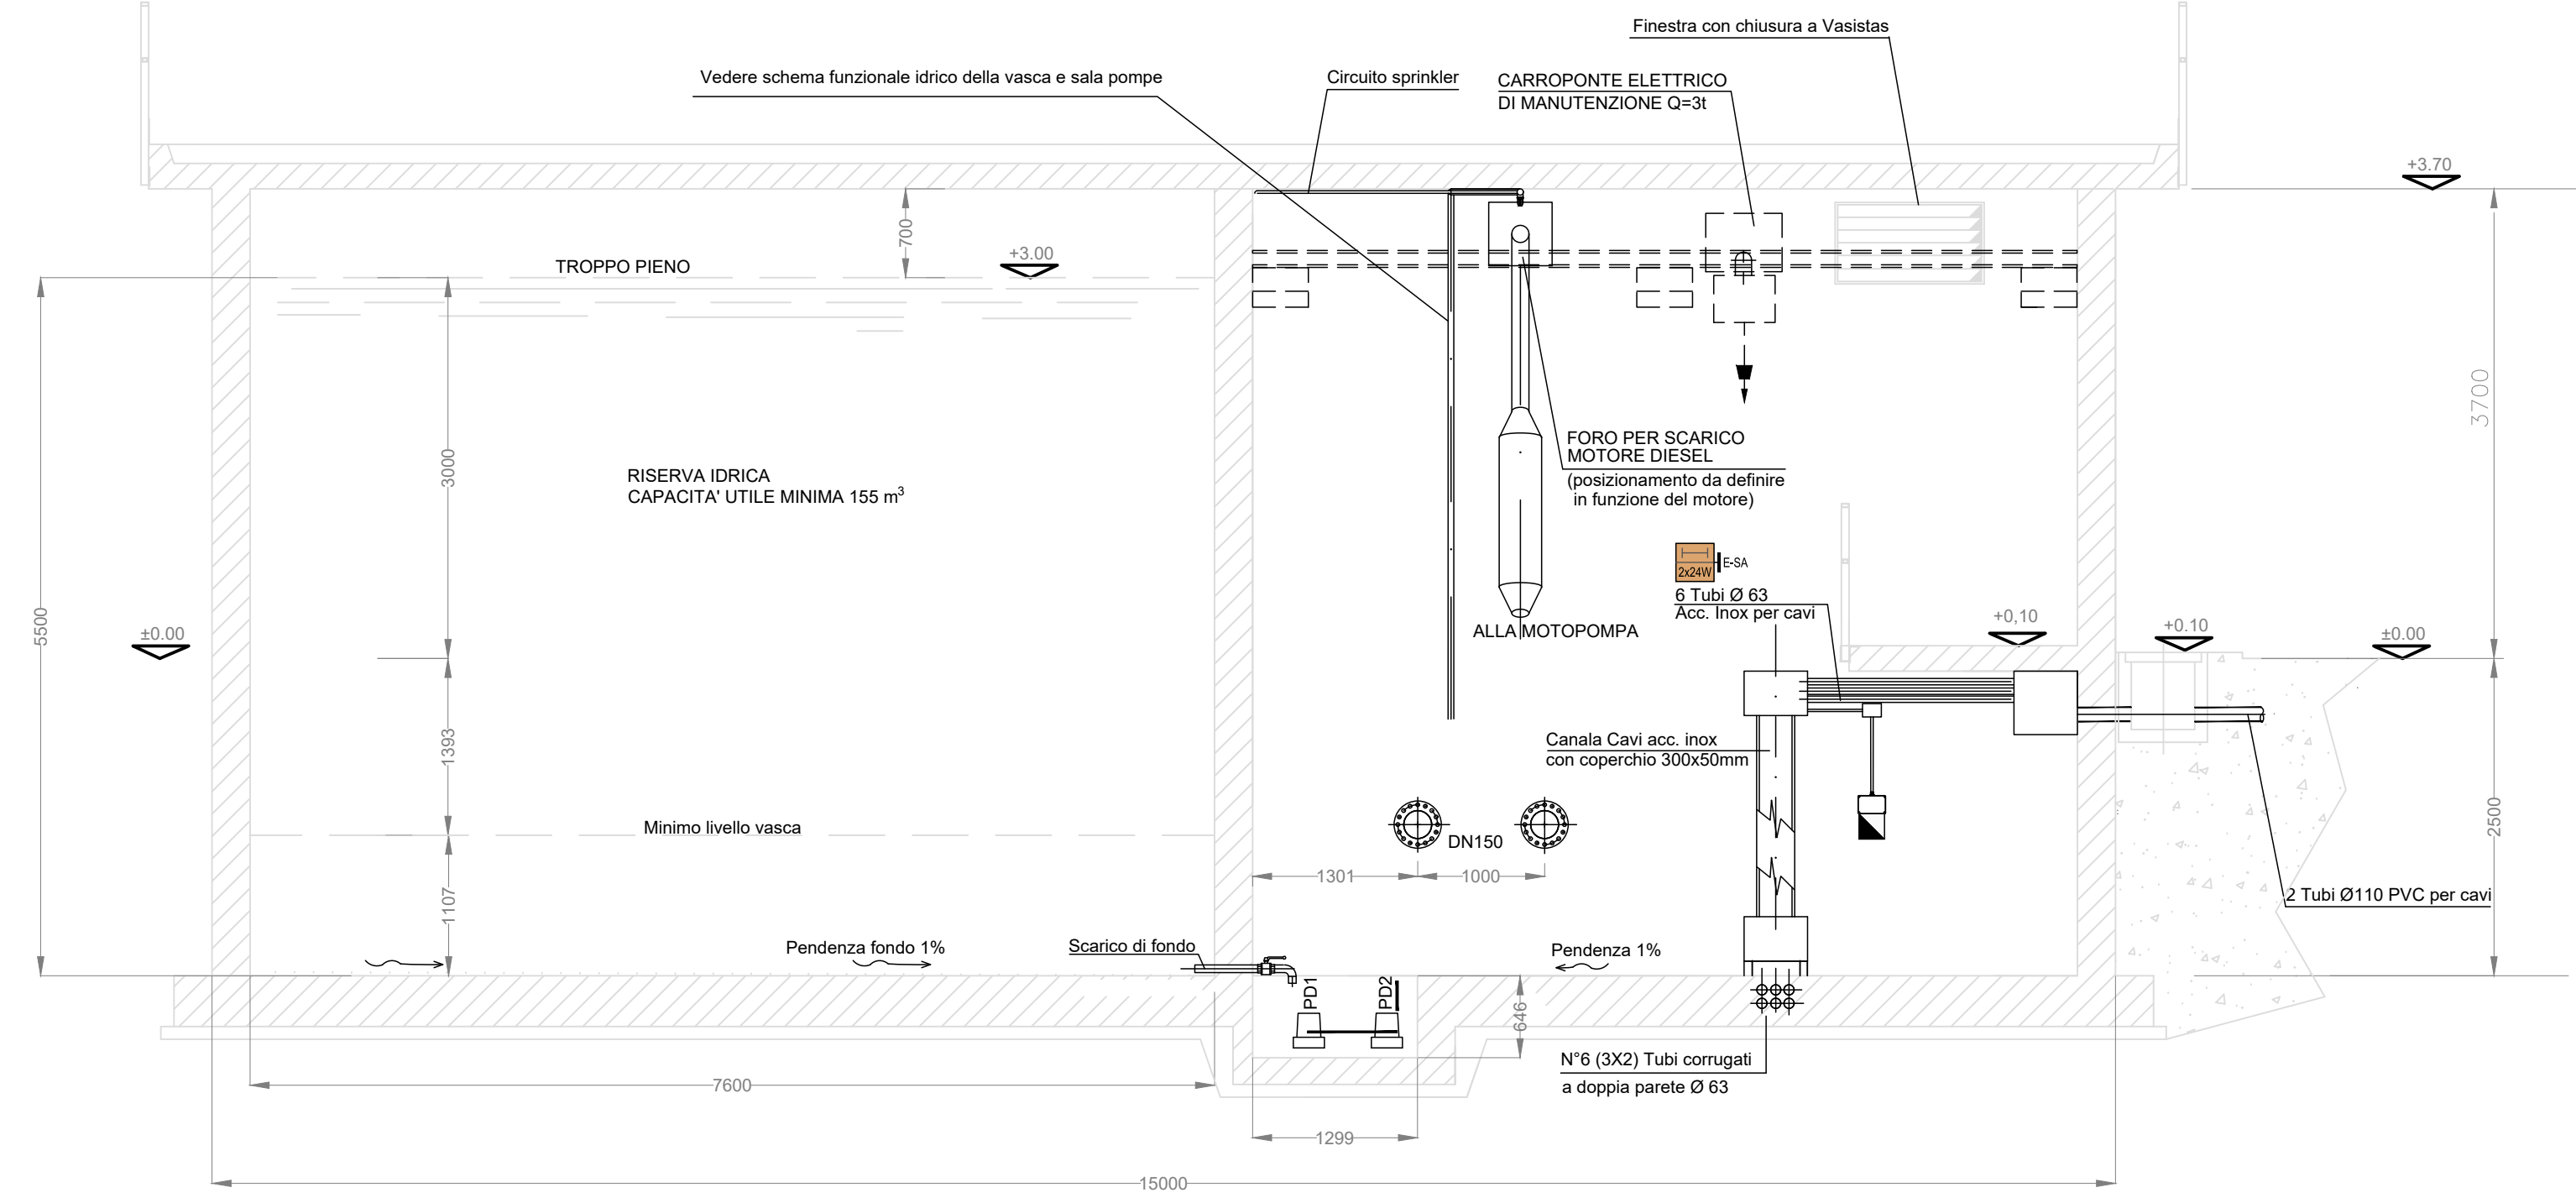 Finestra con chiusura a Vasistas
Vedere schema funzionale idrico della vasca e sala pompe
Circuito sprinkler
CARROPONTE ELETTRICO
DI MANUTENZIONE Q=3t
+3.70
700
TROPPO PIENO
+3.00
3700
3000
RISERVA IDRICA
CAPACITA' UTILE MINIMA 155 m³
FORO PER SCARICO
MOTORE DIESEL
(posizionamento da definire
in funzione del motore)
2x24W
E-SA
6 Tubi Ø 63
Acc. Inox per cavi
5500
±0.00
ALLA MOTOPOMPA
+0,10
+0.10
±0.00
1393
Canala Cavi acc. inox
con coperchio 300x50mm
Minimo livello vasca
DN150
2500
1301
1000
1107
2 Tubi Ø110 PVC per cavi
Pendenza fondo 1%
Scarico di fondo
Pendenza 1%
PD1
PD2
646
N°6 (3X2) Tubi corrugati
a doppia parete Ø 63
7600
1299
15000